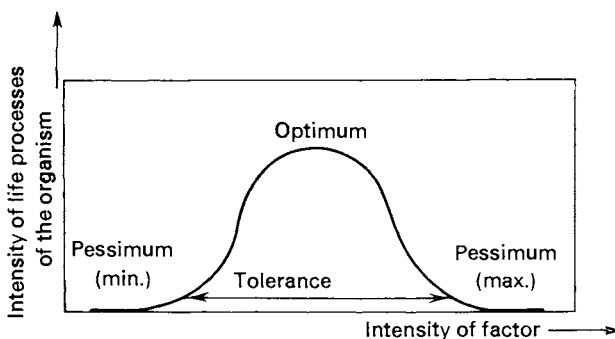 Intensity of life processes
of the organism
Optimum
Pessimum
(min.)
Tolerance
Pessimum
(max.)
Intensity of factor